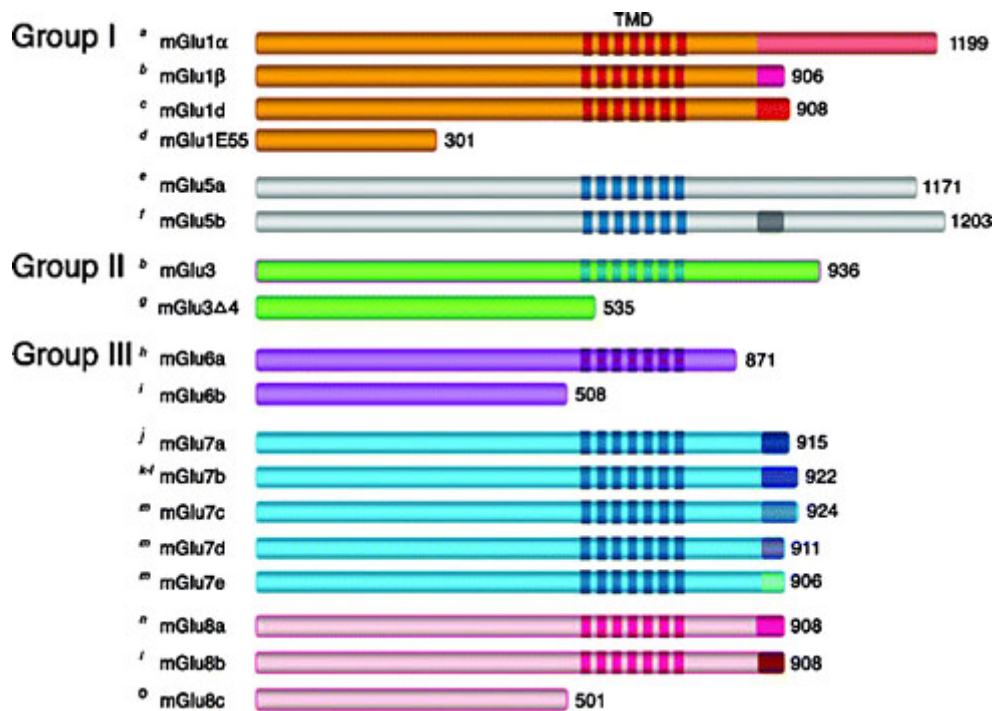 TMD
Group I a mGlu1α 1199
b mGlu1β 906
c mGlu1d 908
d mGlu1E55 301
e mGlu5a 1171
f mGlu5b 1203
Group II b mGlu3 936
g mGlu3Δ4 535
Group III h mGlu6a 871
i mGlu6b 508
j mGlu7a 915
k-l mGlu7b 922
m mGlu7c 924
m mGlu7d 911
m mGlu7e 906
n mGlu8a 908
mGlu8b 908
o mGlu8c 501